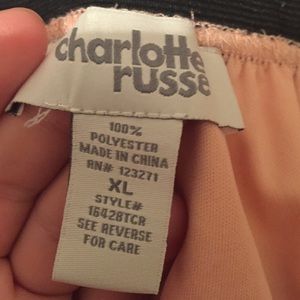 charlotte
russe
100%
POLYESTER
MADE IN CHINA
RN# 123271
XL
STYLE#
16428TCR
SEE REVERSE
FOR CARE